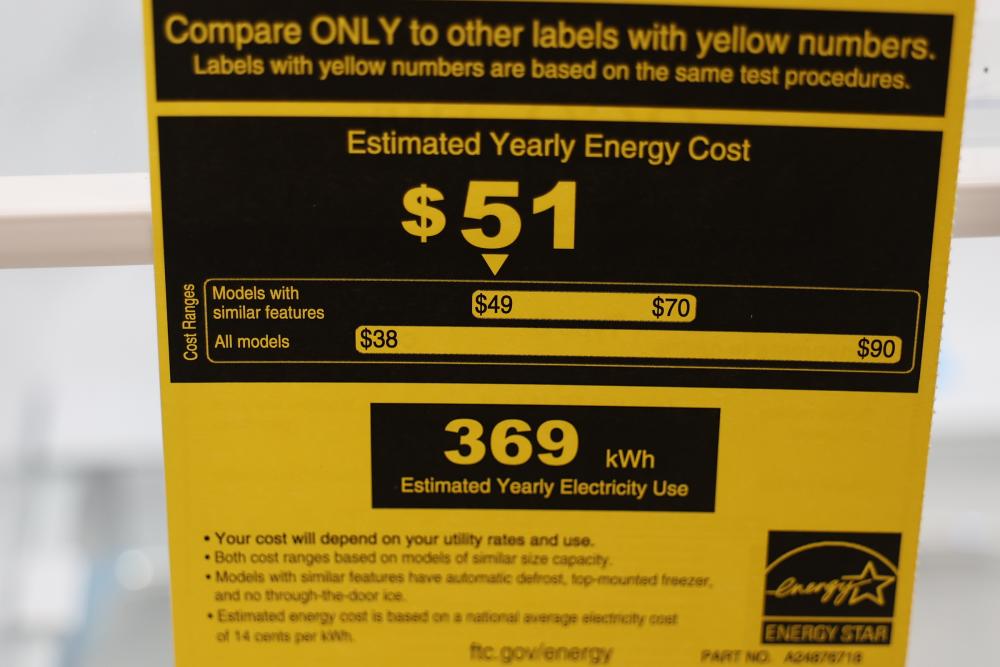 Compare ONLY to other labels with yellow numbers.
Labels with yellow numbers are based on the same test procedures.
Estimated Yearly Energy Cost
$51
Cost Ranges
Models with
similar features
$49 $70
All models
$38 $90
369 kWh
Estimated Yearly Electricity Use
• Your cost will depend on your utility rates and use.
• Both cost ranges based on models of similar size capacity.
• Models with similar features have automatic defrost, top-mounted freezer,
and no through-the-door ice.
• Estimated energy cost is based on a national average electricity cost
of 14 cents per kWh.
ftc.gov/energy
energy
ENERGY STAR
PART NO.